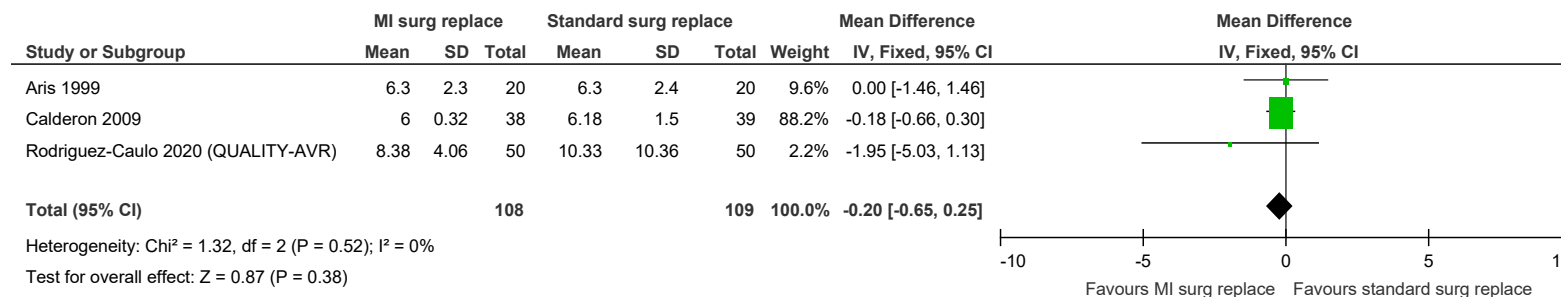 MI surg replace Standard surg replace Mean Difference Mean Difference
Study or Subgroup Mean SD Total Mean SD Total Weight IV, Fixed, 95% CI IV, Fixed, 95% CI
Aris 1999 6.3 2.3 20 6.3 2.4 20 9.6% 0.00 [-1.46, 1.46]
Calderon 2009 6 0.32 38 6.18 1.5 39 88.2% -0.18 [-0.66, 0.30]
Rodriguez-Caulo 2020 (QUALITY-AVR) 8.38 4.06 50 10.33 10.36 50 2.2% -1.95 [-5.03, 1.13]
Total (95% CI) 108 109 100.0% -0.20 [-0.65, 0.25]
Heterogeneity: Chi² = 1.32, df = 2 (P = 0.52); I² = 0%
Test for overall effect: Z = 0.87 (P = 0.38)
-10 -5 0 5
Favours MI surg replace Favours standard surg replace